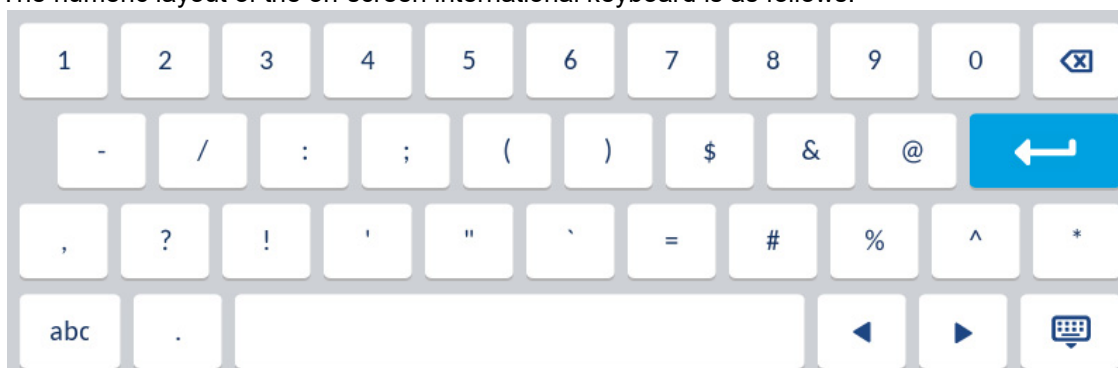 The numeric layout of the on-screen international keyboard is as follows:
1 2 3 4 5 6 7 8 9 0
- / : ; ( ) $ & @
, ? ! ' " ` = # % ^ *
abc .